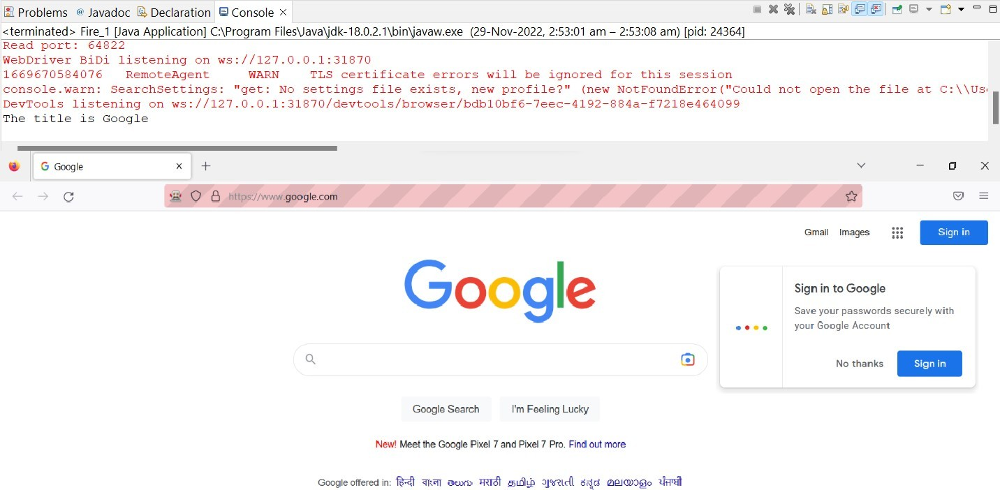 Problems @ Javadoc Declaration Console
<terminated> Fire_1 [Java Application] C:\Program Files\Java\jdk-18.0.2.1\bin\javaw.exe (29-Nov-2022, 2:53:01 am – 2:53:08 am) [pid: 24364]
Read port: 64822
WebDriver BiDi listening on ws://127.0.0.1:31870
1669670584076 RemoteAgent WARN TLS certificate errors will be ignored for this session
console.warn: SearchSettings: "get: No settings file exists, new profile?" (new NotFoundError("Could not open the file at C:\\Use
DevTools listening on ws://127.0.0.1:31870/devtools/browser/bdb10bf6-7eec-4192-884a-f7218e464099
The title is Google
Google
https://www.google.com
Gmail Images Sign in
Google
Sign in to Google
Save your passwords securely with
your Google Account
No thanks Sign in
Google Search I'm Feeling Lucky
New! Meet the Google Pixel 7 and Pixel 7 Pro. Find out more
Google offered in: हिन्दी বাংলা తెలుగు मराठी தமிழ் ગુજરાતી ಕನ್ನಡ മലയാളം ਪੰਜਾਬੀ